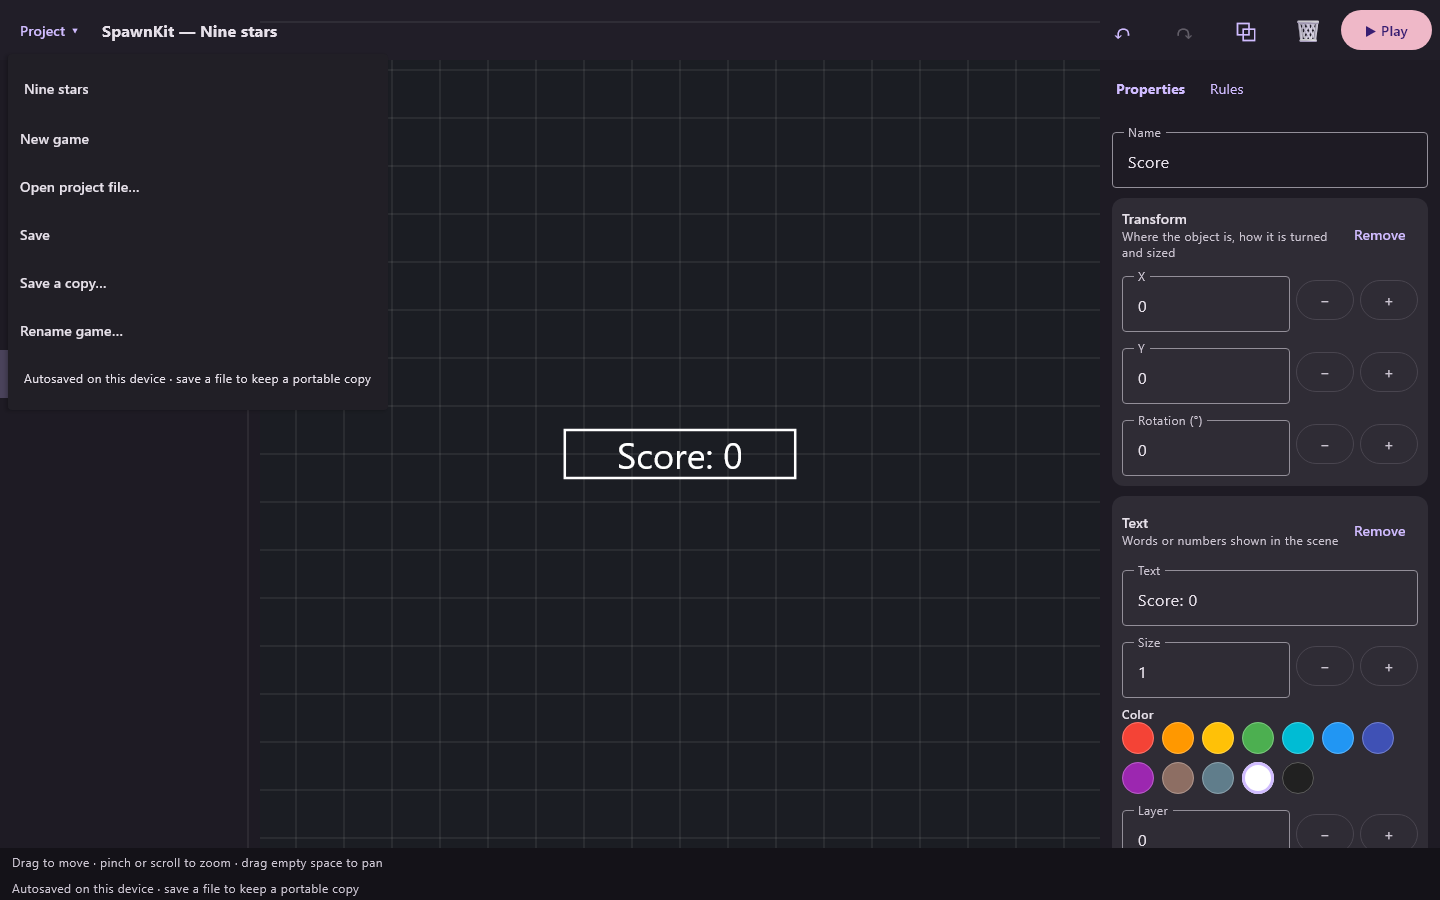 Project ▾
SpawnKit — Nine stars
▶ Play
Nine stars
New game
Open project file...
Save
Save a copy...
Rename game...
Autosaved on this device · save a file to keep a portable copy
Score: 0
Properties
Rules
Name
Score
Transform
Where the object is, how it is turned
and sized
Remove
X
0
–
+
Y
0
–
+
Rotation (°)
0
–
+
Text
Words or numbers shown in the scene
Remove
Text
Score: 0
Size
1
–
+
Color
Layer
0
–
+
Drag to move · pinch or scroll to zoom · drag empty space to pan
Autosaved on this device · save a file to keep a portable copy